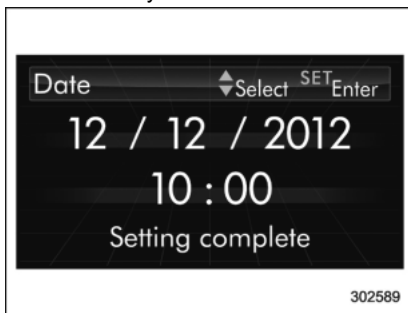 Date Select SET Enter
12 / 12 / 2012
10 : 00
Setting complete
302589